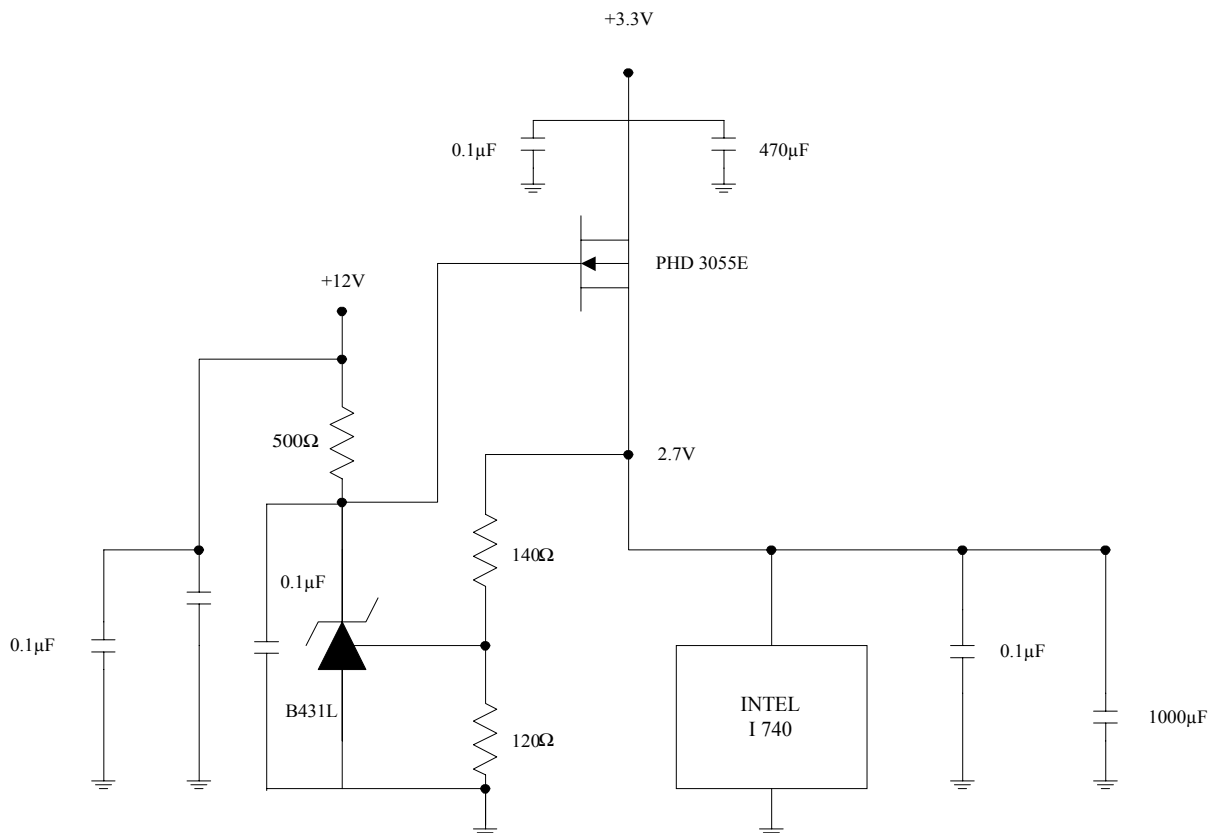 +3.3V
0.1µF
470µF
PHD 3055E
+12V
500Ω
2.7V
140Ω
0.1µF
0.1µF
0.1µF
B431L
INTEL
I 740
120Ω
1000µF